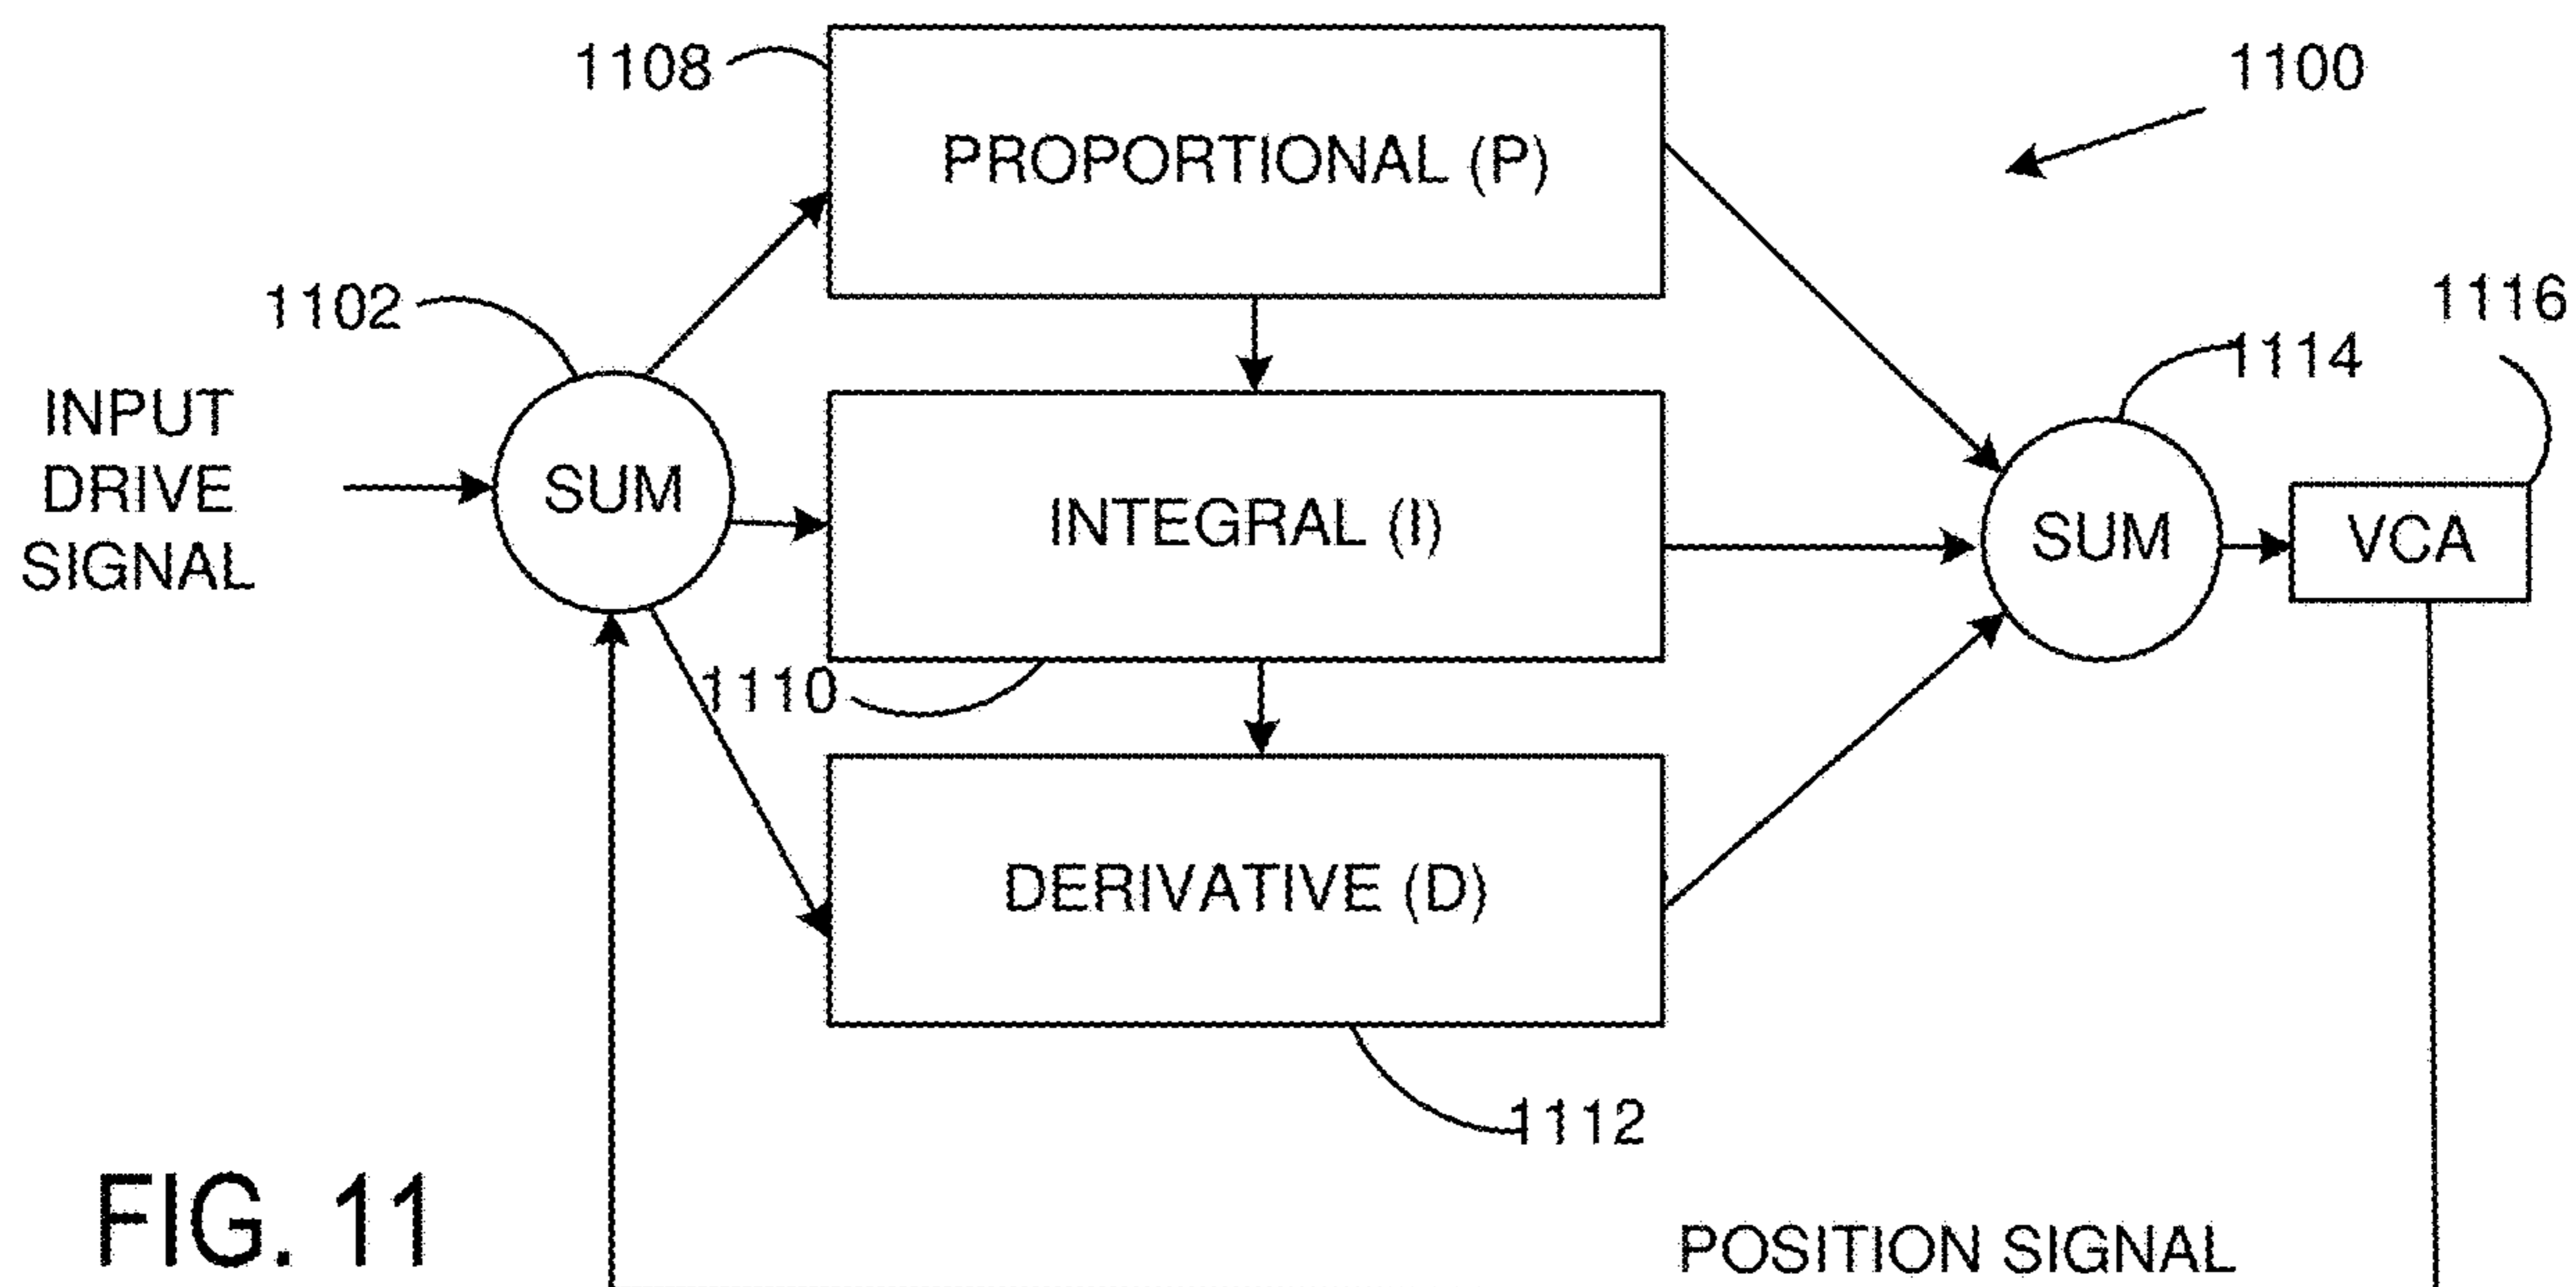 1108
PROPORTIONAL (P)
1100
1102
1116
1114
INPUT
DRIVE
SIGNAL
SUM
INTEGRAL (I)
SUM
VCA
1110
DERIVATIVE (D)
1112
FIG. 11
POSITION SIGNAL